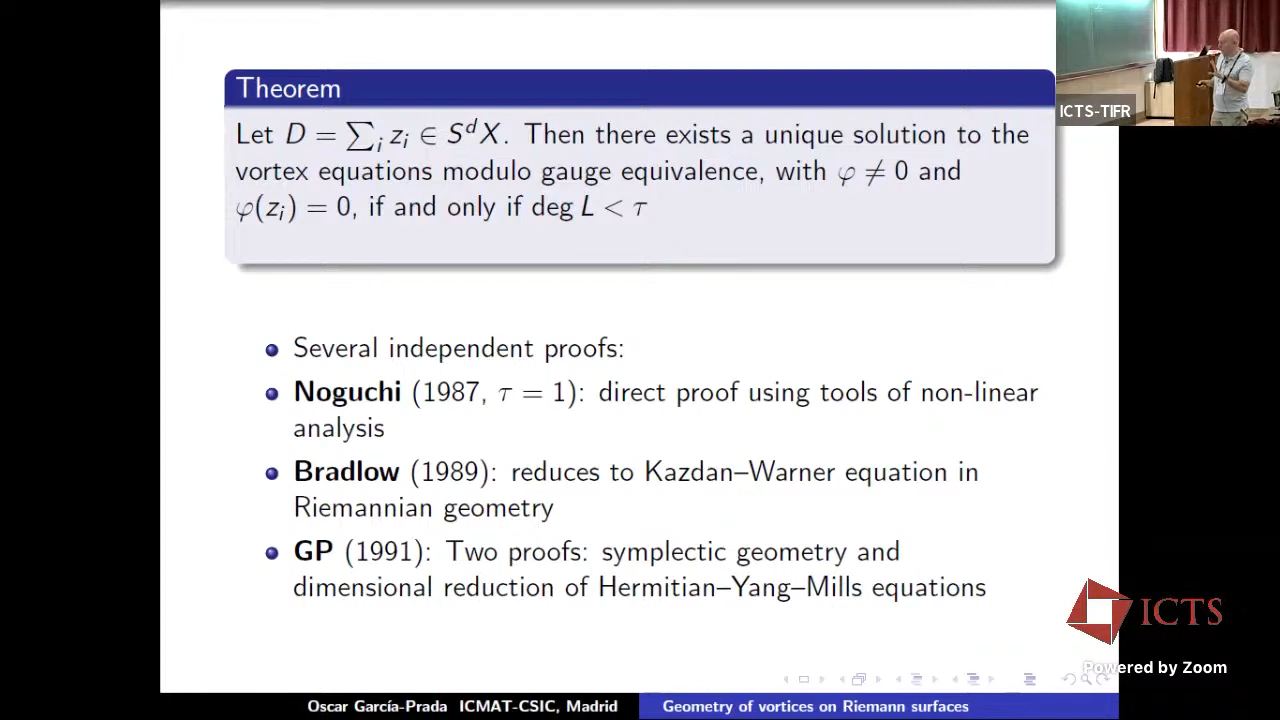 Theorem
Let D = ∑ᵢ zᵢ ∈ SᵈX. Then there exists a unique solution to the
vortex equations modulo gauge equivalence, with φ ≠ 0 and
φ(zᵢ) = 0, if and only if deg L < τ
Several independent proofs:
Noguchi (1987, τ = 1): direct proof using tools of non-linear
analysis
Bradlow (1989): reduces to Kazdan–Warner equation in
Riemannian geometry
GP (1991): Two proofs: symplectic geometry and
dimensional reduction of Hermitian–Yang–Mills equations
ICTS-TIFR
ICTS
Powered by Zoom
Oscar García-Prada ICMAT-CSIC, Madrid
Geometry of vortices on Riemann surfaces